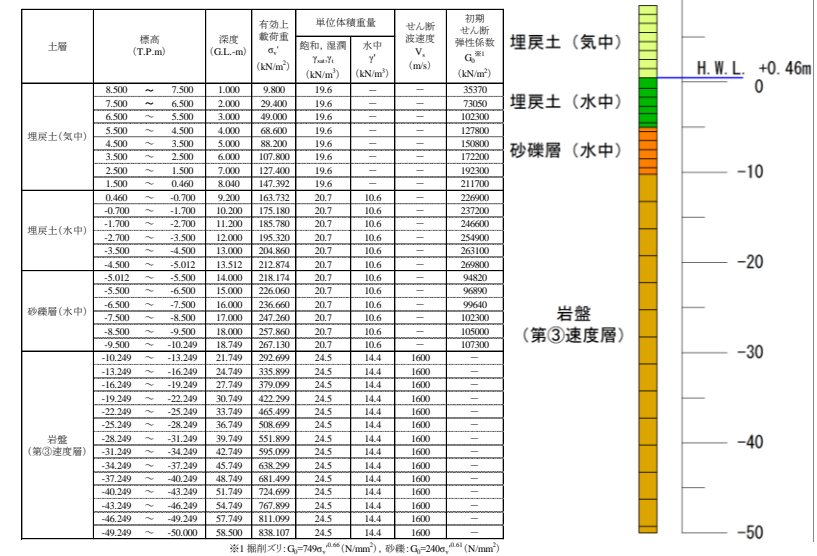 土層 標高 (T.P.m) 深度 (G.L.-m) 有効上載荷重 σv' (kN/m²) 単位体積重量 飽和，湿潤 γsat,γt (kN/m³) 水中 γ' (kN/m³) せん断波速度 Vs (m/s) 初期せん断弾性係数 G0※1 (kN/m²)
埋戻土(気中)
8.500 ～ 7.500 1.000 9.800 19.6 － － 35370
7.500 ～ 6.500 2.000 29.400 19.6 － － 73050
6.500 ～ 5.500 3.000 49.000 19.6 － － 102300
5.500 ～ 4.500 4.000 68.600 19.6 － － 127800
4.500 ～ 3.500 5.000 88.200 19.6 － － 150800
3.500 ～ 2.500 6.000 107.800 19.6 － － 172200
2.500 ～ 1.500 7.000 127.400 19.6 － － 192300
1.500 ～ 0.460 8.040 147.392 19.6 － － 211700
埋戻土(水中)
0.460 ～ -0.700 9.200 163.732 20.7 10.6 － 226900
-0.700 ～ -1.700 10.200 175.180 20.7 10.6 － 237200
-1.700 ～ -2.700 11.200 185.780 20.7 10.6 － 246600
-2.700 ～ -3.500 12.000 195.320 20.7 10.6 － 254900
-3.500 ～ -4.500 13.000 204.860 20.7 10.6 － 263100
-4.500 ～ -5.012 13.512 212.874 20.7 10.6 － 269800
砂礫層(水中)
-5.012 ～ -5.500 14.000 218.174 20.7 10.6 － 94820
-5.500 ～ -6.500 15.000 226.060 20.7 10.6 － 96890
-6.500 ～ -7.500 16.000 236.660 20.7 10.6 － 99640
-7.500 ～ -8.500 17.000 247.260 20.7 10.6 － 102300
-8.500 ～ -9.500 18.000 257.860 20.7 10.6 － 105000
-9.500 ～ -10.249 18.749 267.130 20.7 10.6 － 107300
岩盤
(第③速度層)
-10.249 ～ -13.249 21.749 292.699 24.5 14.4 1600 －
-13.249 ～ -16.249 24.749 335.899 24.5 14.4 1600 －
-16.249 ～ -19.249 27.749 379.099 24.5 14.4 1600 －
-19.249 ～ -22.249 30.749 422.299 24.5 14.4 1600 －
-22.249 ～ -25.249 33.749 465.499 24.5 14.4 1600 －
-25.249 ～ -28.249 36.749 508.699 24.5 14.4 1600 －
-28.249 ～ -31.249 39.749 551.899 24.5 14.4 1600 －
-31.249 ～ -34.249 42.749 595.099 24.5 14.4 1600 －
-34.249 ～ -37.249 45.749 638.299 24.5 14.4 1600 －
-37.249 ～ -40.249 48.749 681.499 24.5 14.4 1600 －
-40.249 ～ -43.249 51.749 724.699 24.5 14.4 1600 －
-43.249 ～ -46.249 54.749 767.899 24.5 14.4 1600 －
-46.249 ～ -49.249 57.749 811.099 24.5 14.4 1600 －
-49.249 ～ -50.000 58.500 838.107 24.5 14.4 1600 －
※1 掘削ズリ：G0=749σv'^0.66(N/mm²)，砂礫：G0=240σv'^0.61(N/mm²)
埋戻土（気中）
H.W.L. +0.46m
0
埋戻土（水中）
砂礫層（水中）
-10
-20
岩盤
（第③速度層）
-30
-40
-50